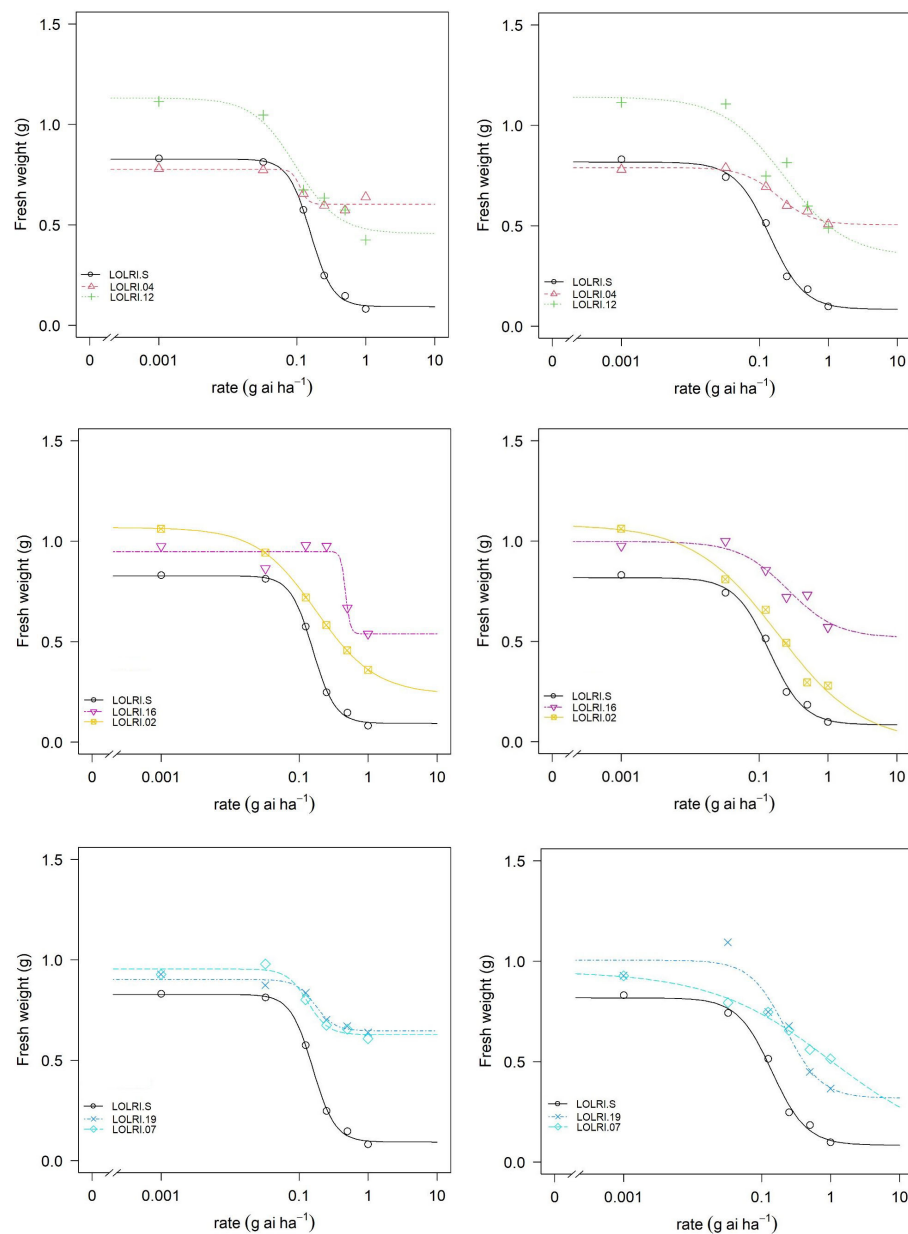 1.5
1.0
0.5
0.0
Fresh weight (g)
LOLRI.S
LOLRI.04
LOLRI.12
0 0.001 0.1 1 10
rate (g ai ha⁻¹)
1.5
1.0
0.5
0.0
Fresh weight (g)
LOLRI.S
LOLRI.04
LOLRI.12
0 0.001 0.1 1 10
rate (g ai ha⁻¹)
1.5
1.0
0.5
0.0
Fresh weight (g)
LOLRI.S
LOLRI.16
LOLRI.02
0 0.001 0.1 1 10
rate (g ai ha⁻¹)
1.5
1.0
0.5
0.0
Fresh weight (g)
LOLRI.S
LOLRI.16
LOLRI.02
0 0.001 0.1 1 10
rate (g ai ha⁻¹)
1.5
1.0
0.5
0.0
Fresh weight (g)
LOLRI.S
LOLRI.19
LOLRI.07
0 0.001 0.1 1 10
rate (g ai ha⁻¹)
1.5
1.0
0.5
0.0
Fresh weight (g)
LOLRI.S
LOLRI.19
LOLRI.07
0 0.001 0.1 1 10
rate (g ai ha⁻¹)